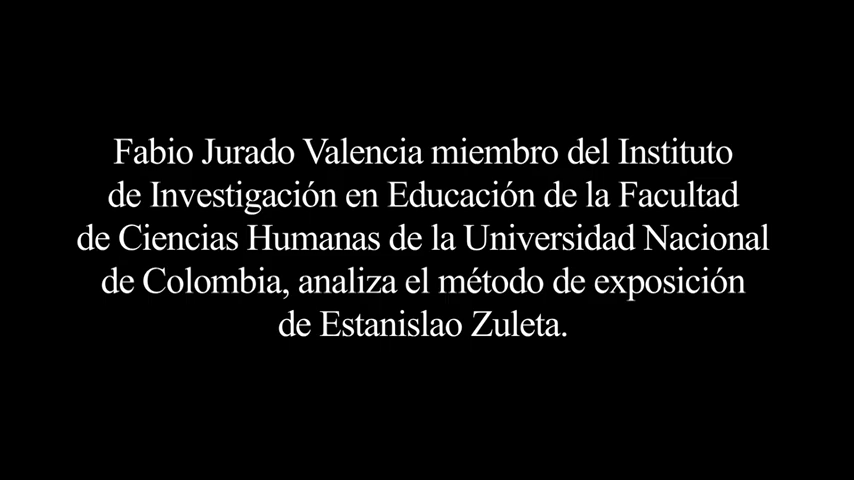 Fabio Jurado Valencia miembro del Instituto
de Investigación en Educación de la Facultad
de Ciencias Humanas de la Universidad Nacional
de Colombia, analiza el método de exposición
de Estanislao Zuleta.